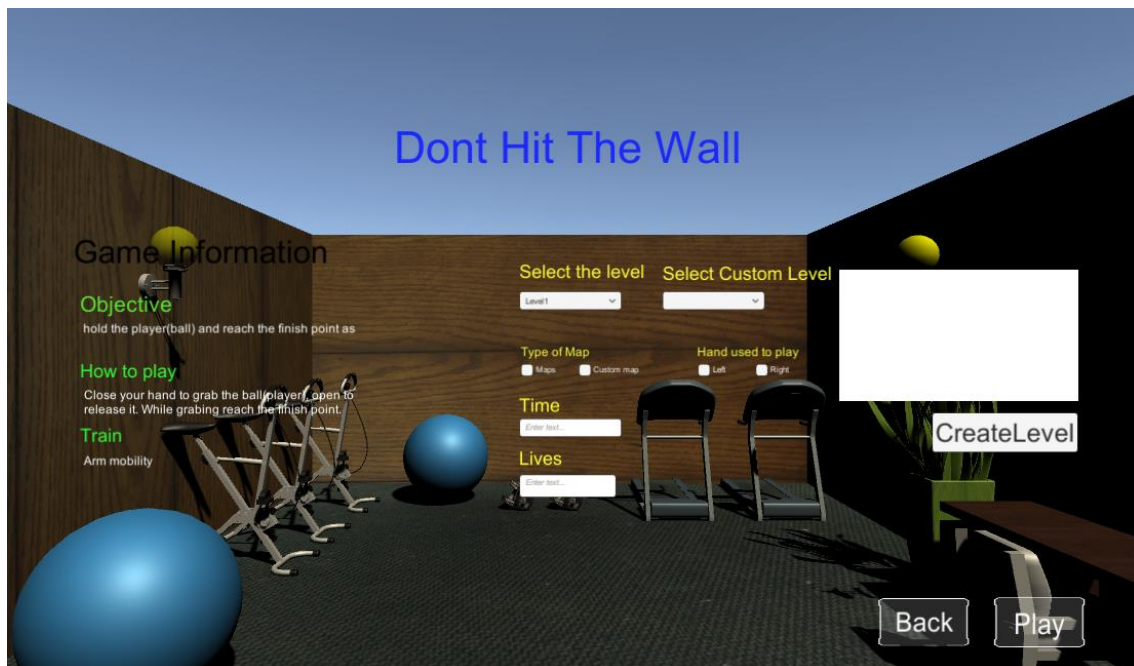 Dont Hit The Wall
Game Information
Objective
hold the player(ball) and reach the finish point as
How to play
Close your hand to grab the ball(player), open to
release it. While grabing reach the finish point.
Train
Arm mobility
Select the level
Select Custom Level
Level1
Type of Map
Hand used to play
Maps
Custom map
Left
Right
Time
Enter text...
Lives
Enter text...
CreateLevel
Back
Play